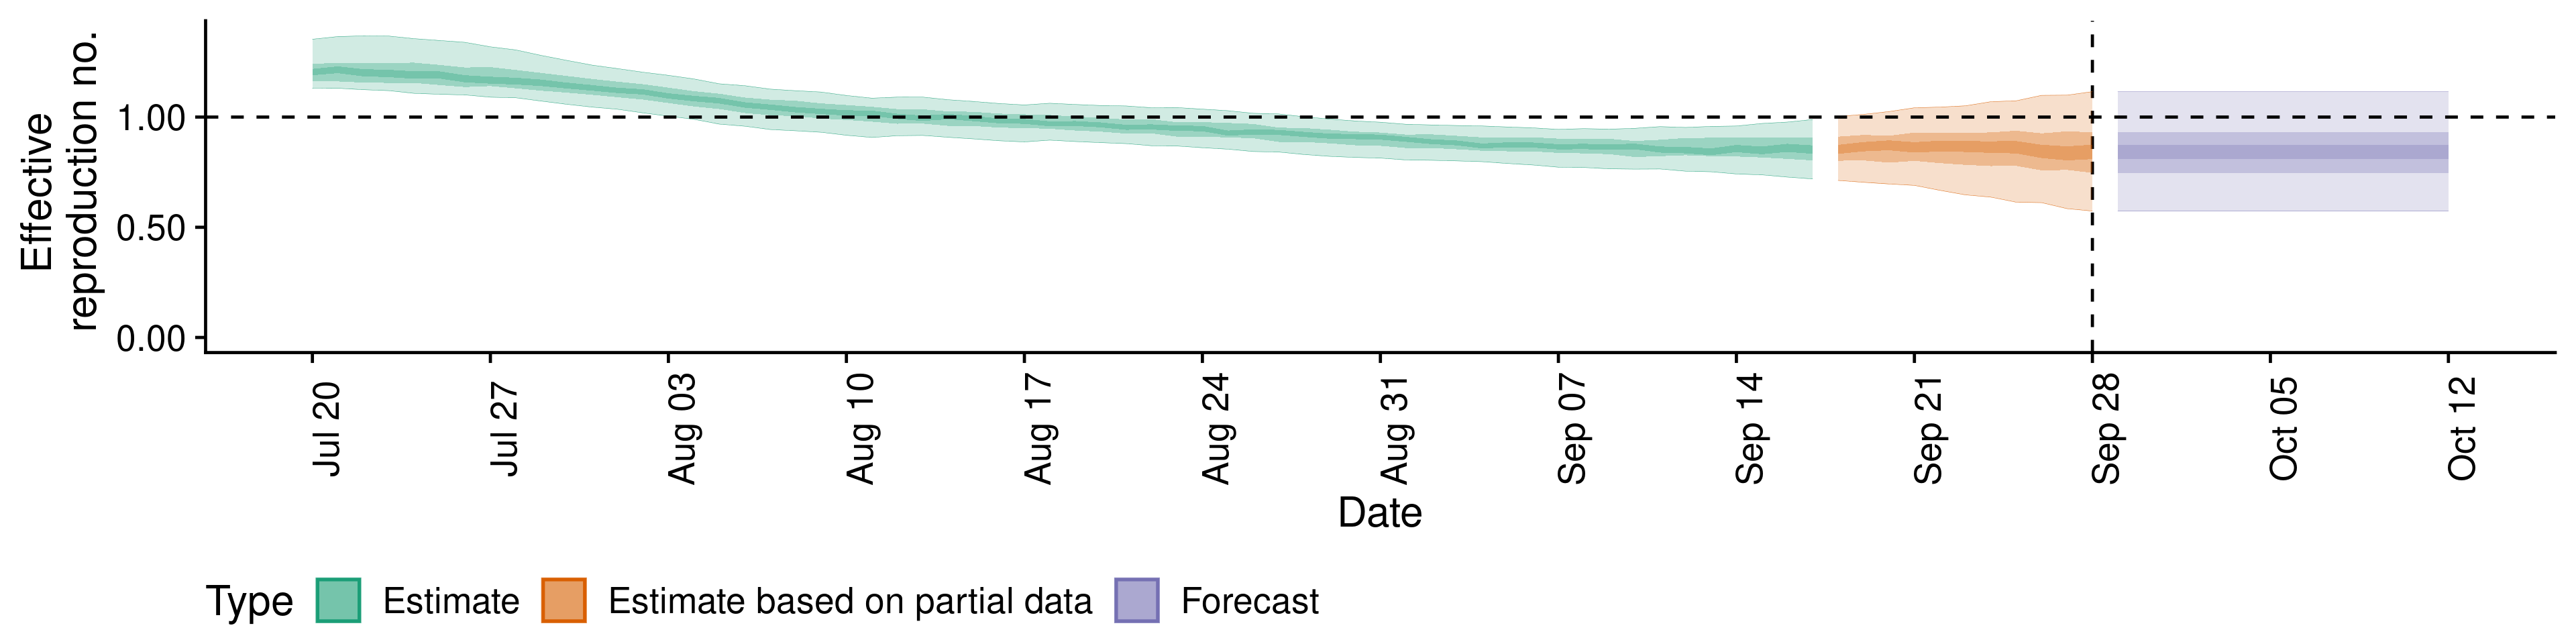 Effective
reproduction no.
1.00
0.50
0.00
Jul 20
Jul 27
Aug 03
Aug 10
Aug 17
Aug 24
Aug 31
Sep 07
Sep 14
Sep 21
Sep 28
Oct 05
Oct 12
Date
Type Estimate Estimate based on partial data Forecast